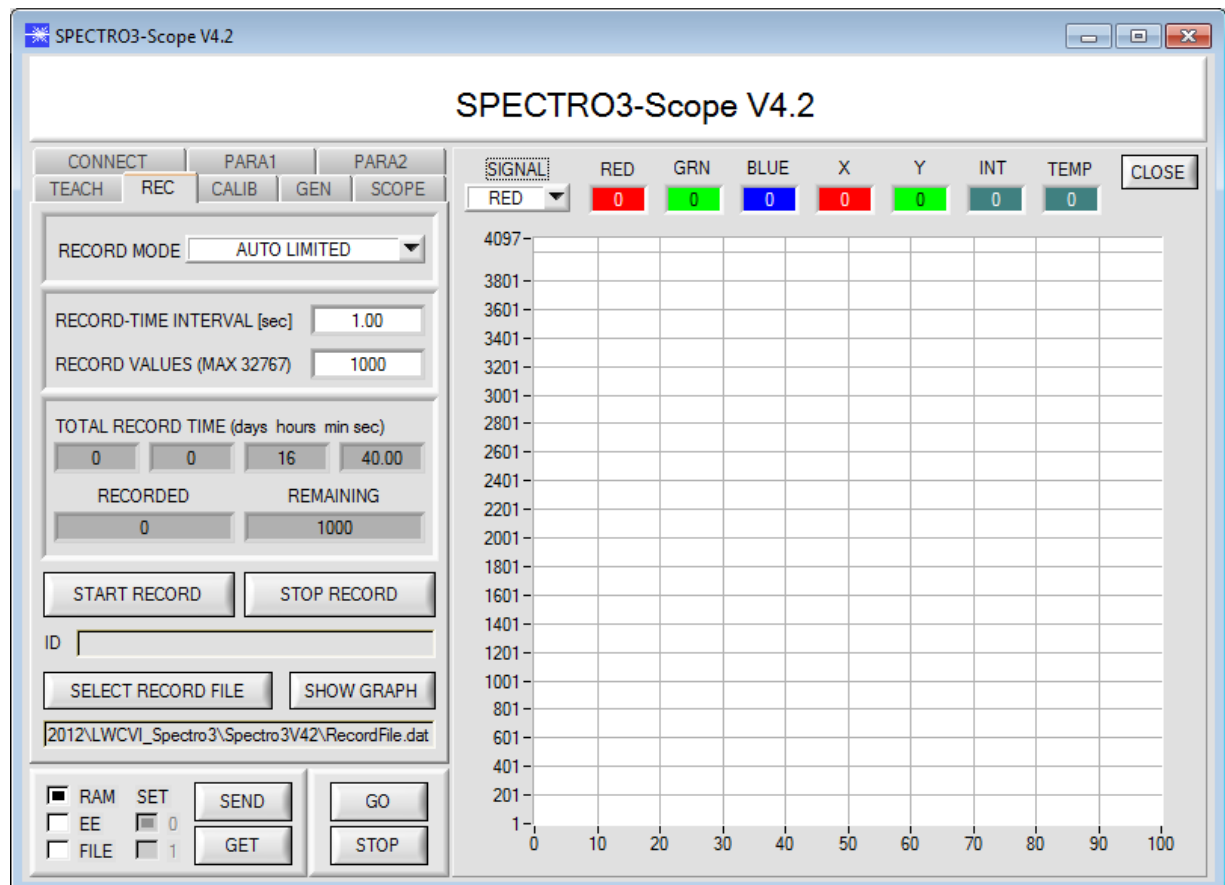 SPECTRO3-Scope V4.2
SPECTRO3-Scope V4.2
CONNECT PARA1 PARA2
TEACH REC CALIB GEN SCOPE
RECORD MODE AUTO LIMITED
RECORD-TIME INTERVAL [sec] 1.00
RECORD VALUES (MAX 32767) 1000
TOTAL RECORD TIME (days hours min sec)
0 0 16 40.00
RECORDED REMAINING
0 1000
START RECORD STOP RECORD
ID
SELECT RECORD FILE SHOW GRAPH
2012\LWCVI_Spectro3\Spectro3V42\RecordFile.dat
RAM SET SEND GO
EE 0
FILE 1 GET STOP
SIGNAL RED GRN BLUE X Y INT TEMP CLOSE
RED 0 0 0 0 0 0 0
4097
3801
3601
3401
3201
3001
2801
2601
2401
2201
2001
1801
1601
1401
1201
1001
801
601
401
201
1
0 10 20 30 40 50 60 70 80 90 100